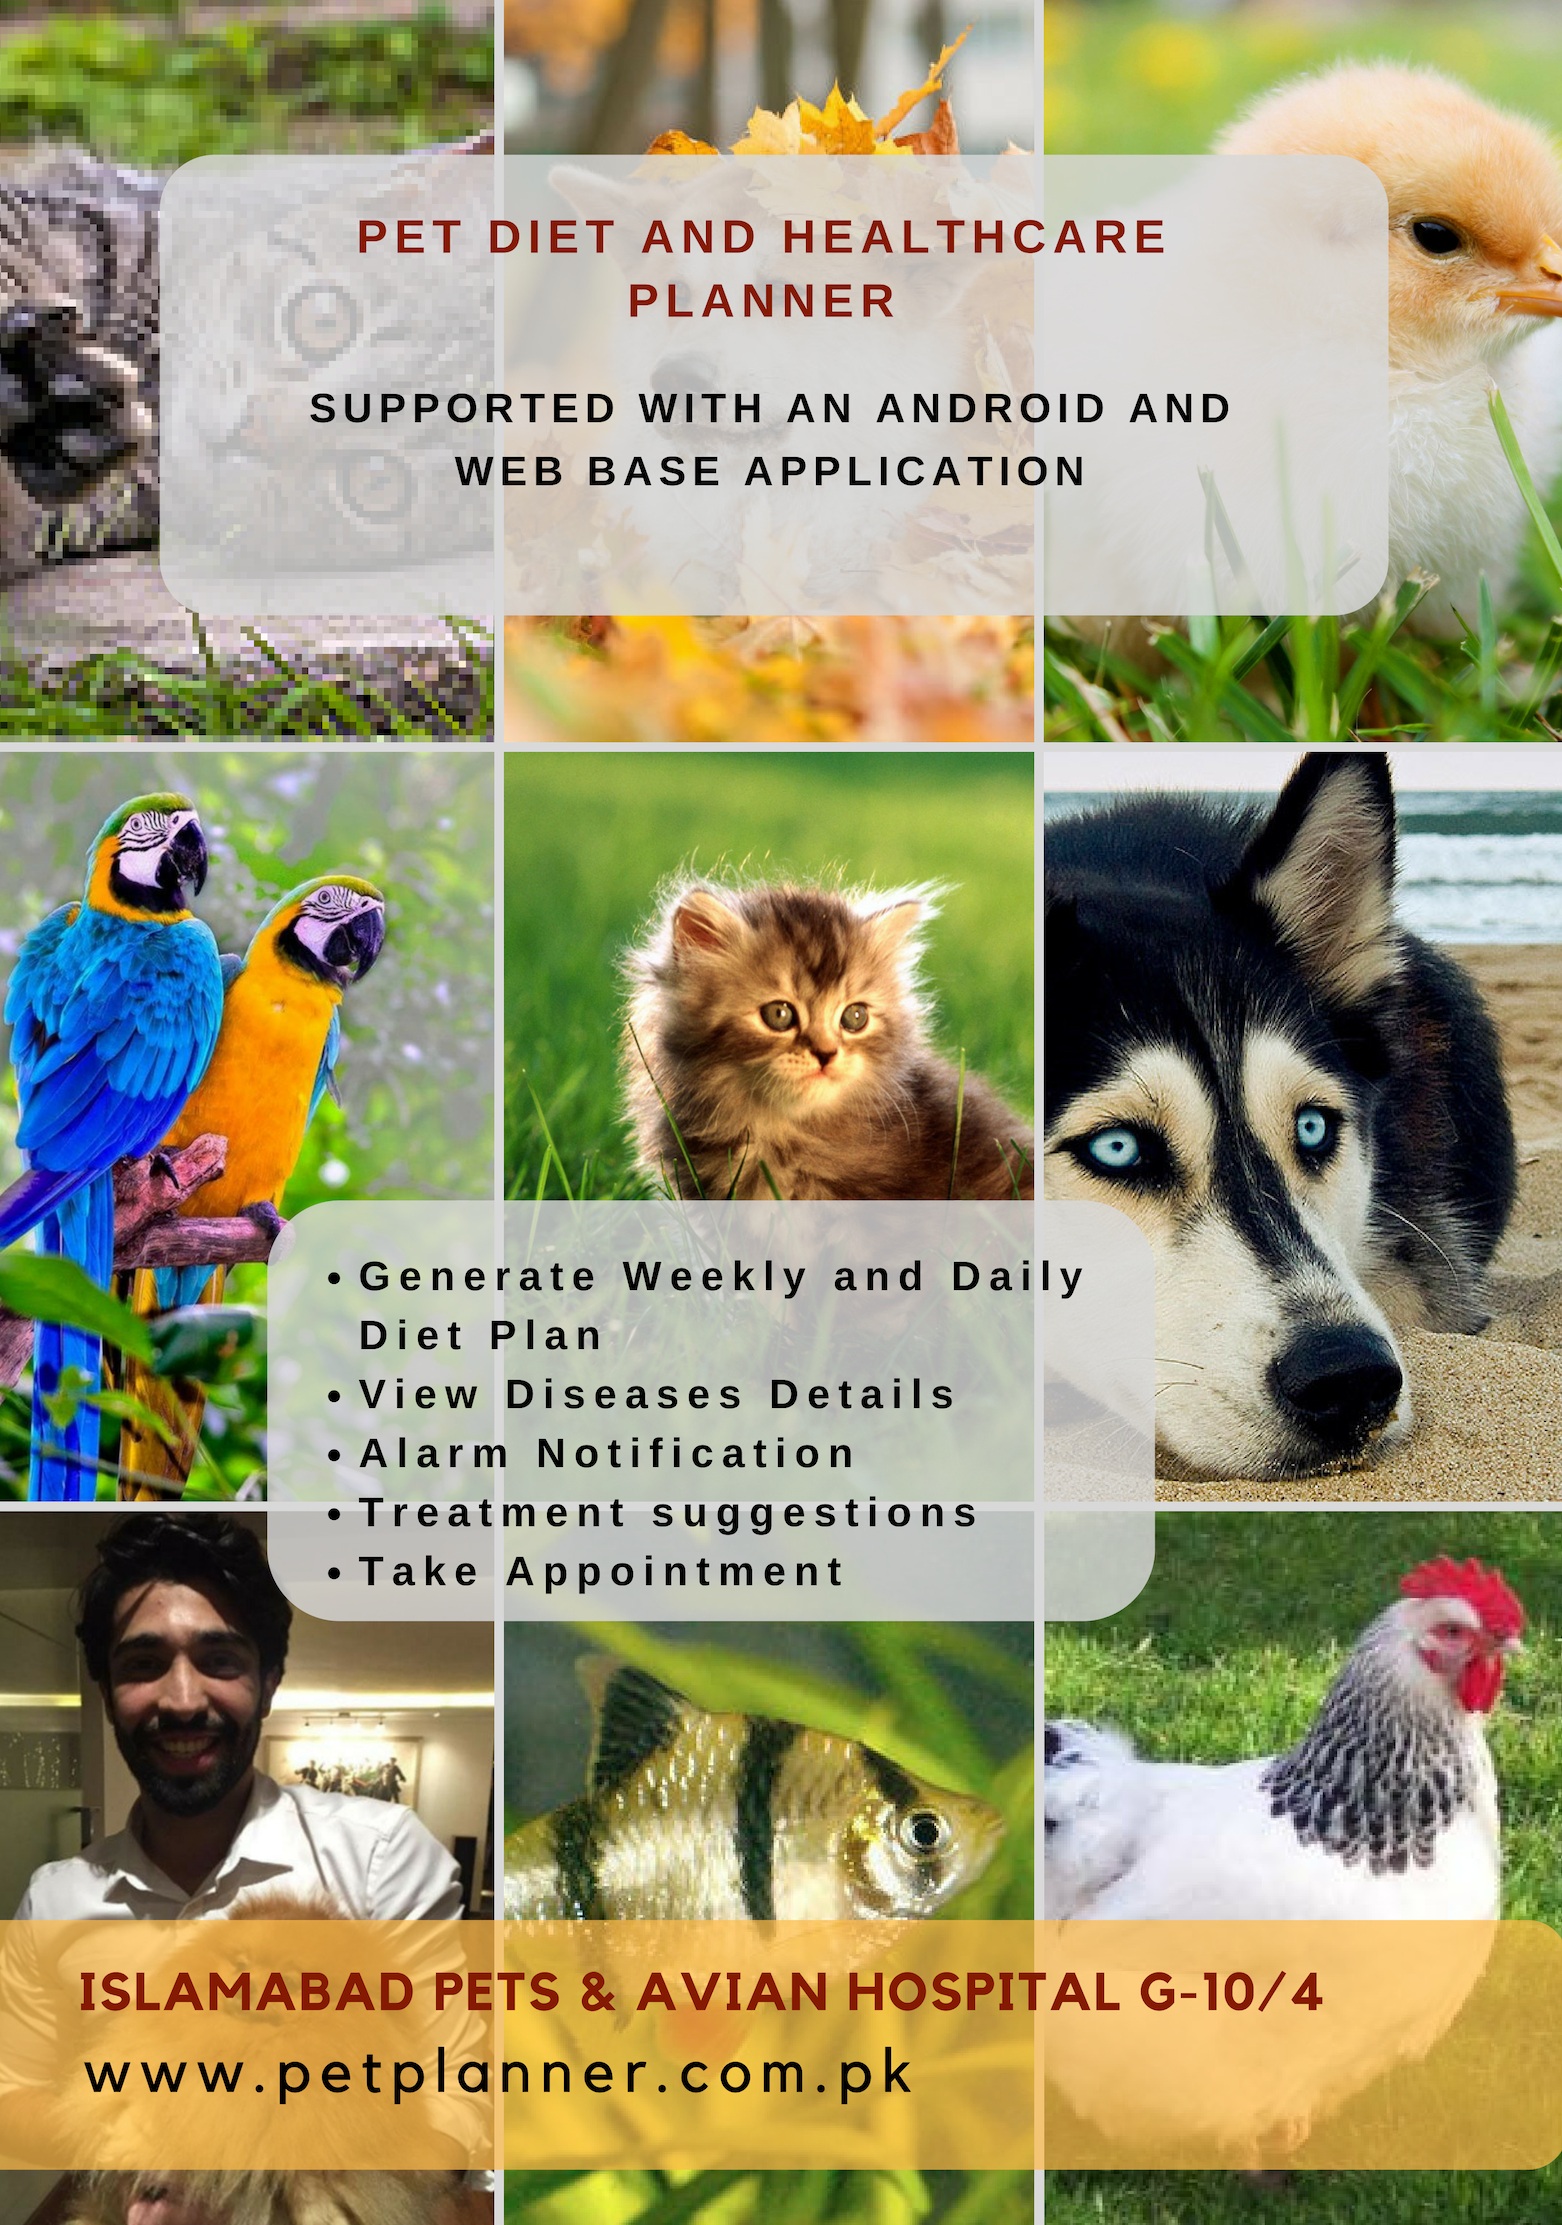 PET DIET AND HEALTHCARE
PLANNER
SUPPORTED WITH AN ANDROID AND
WEB BASE APPLICATION
• Generate Weekly and Daily
Diet Plan
• View Diseases Details
• Alarm Notification
• Treatment suggestions
• Take Appointment
ISLAMABAD PETS & AVIAN HOSPITAL G-10/4
www.petplanner.com.pk